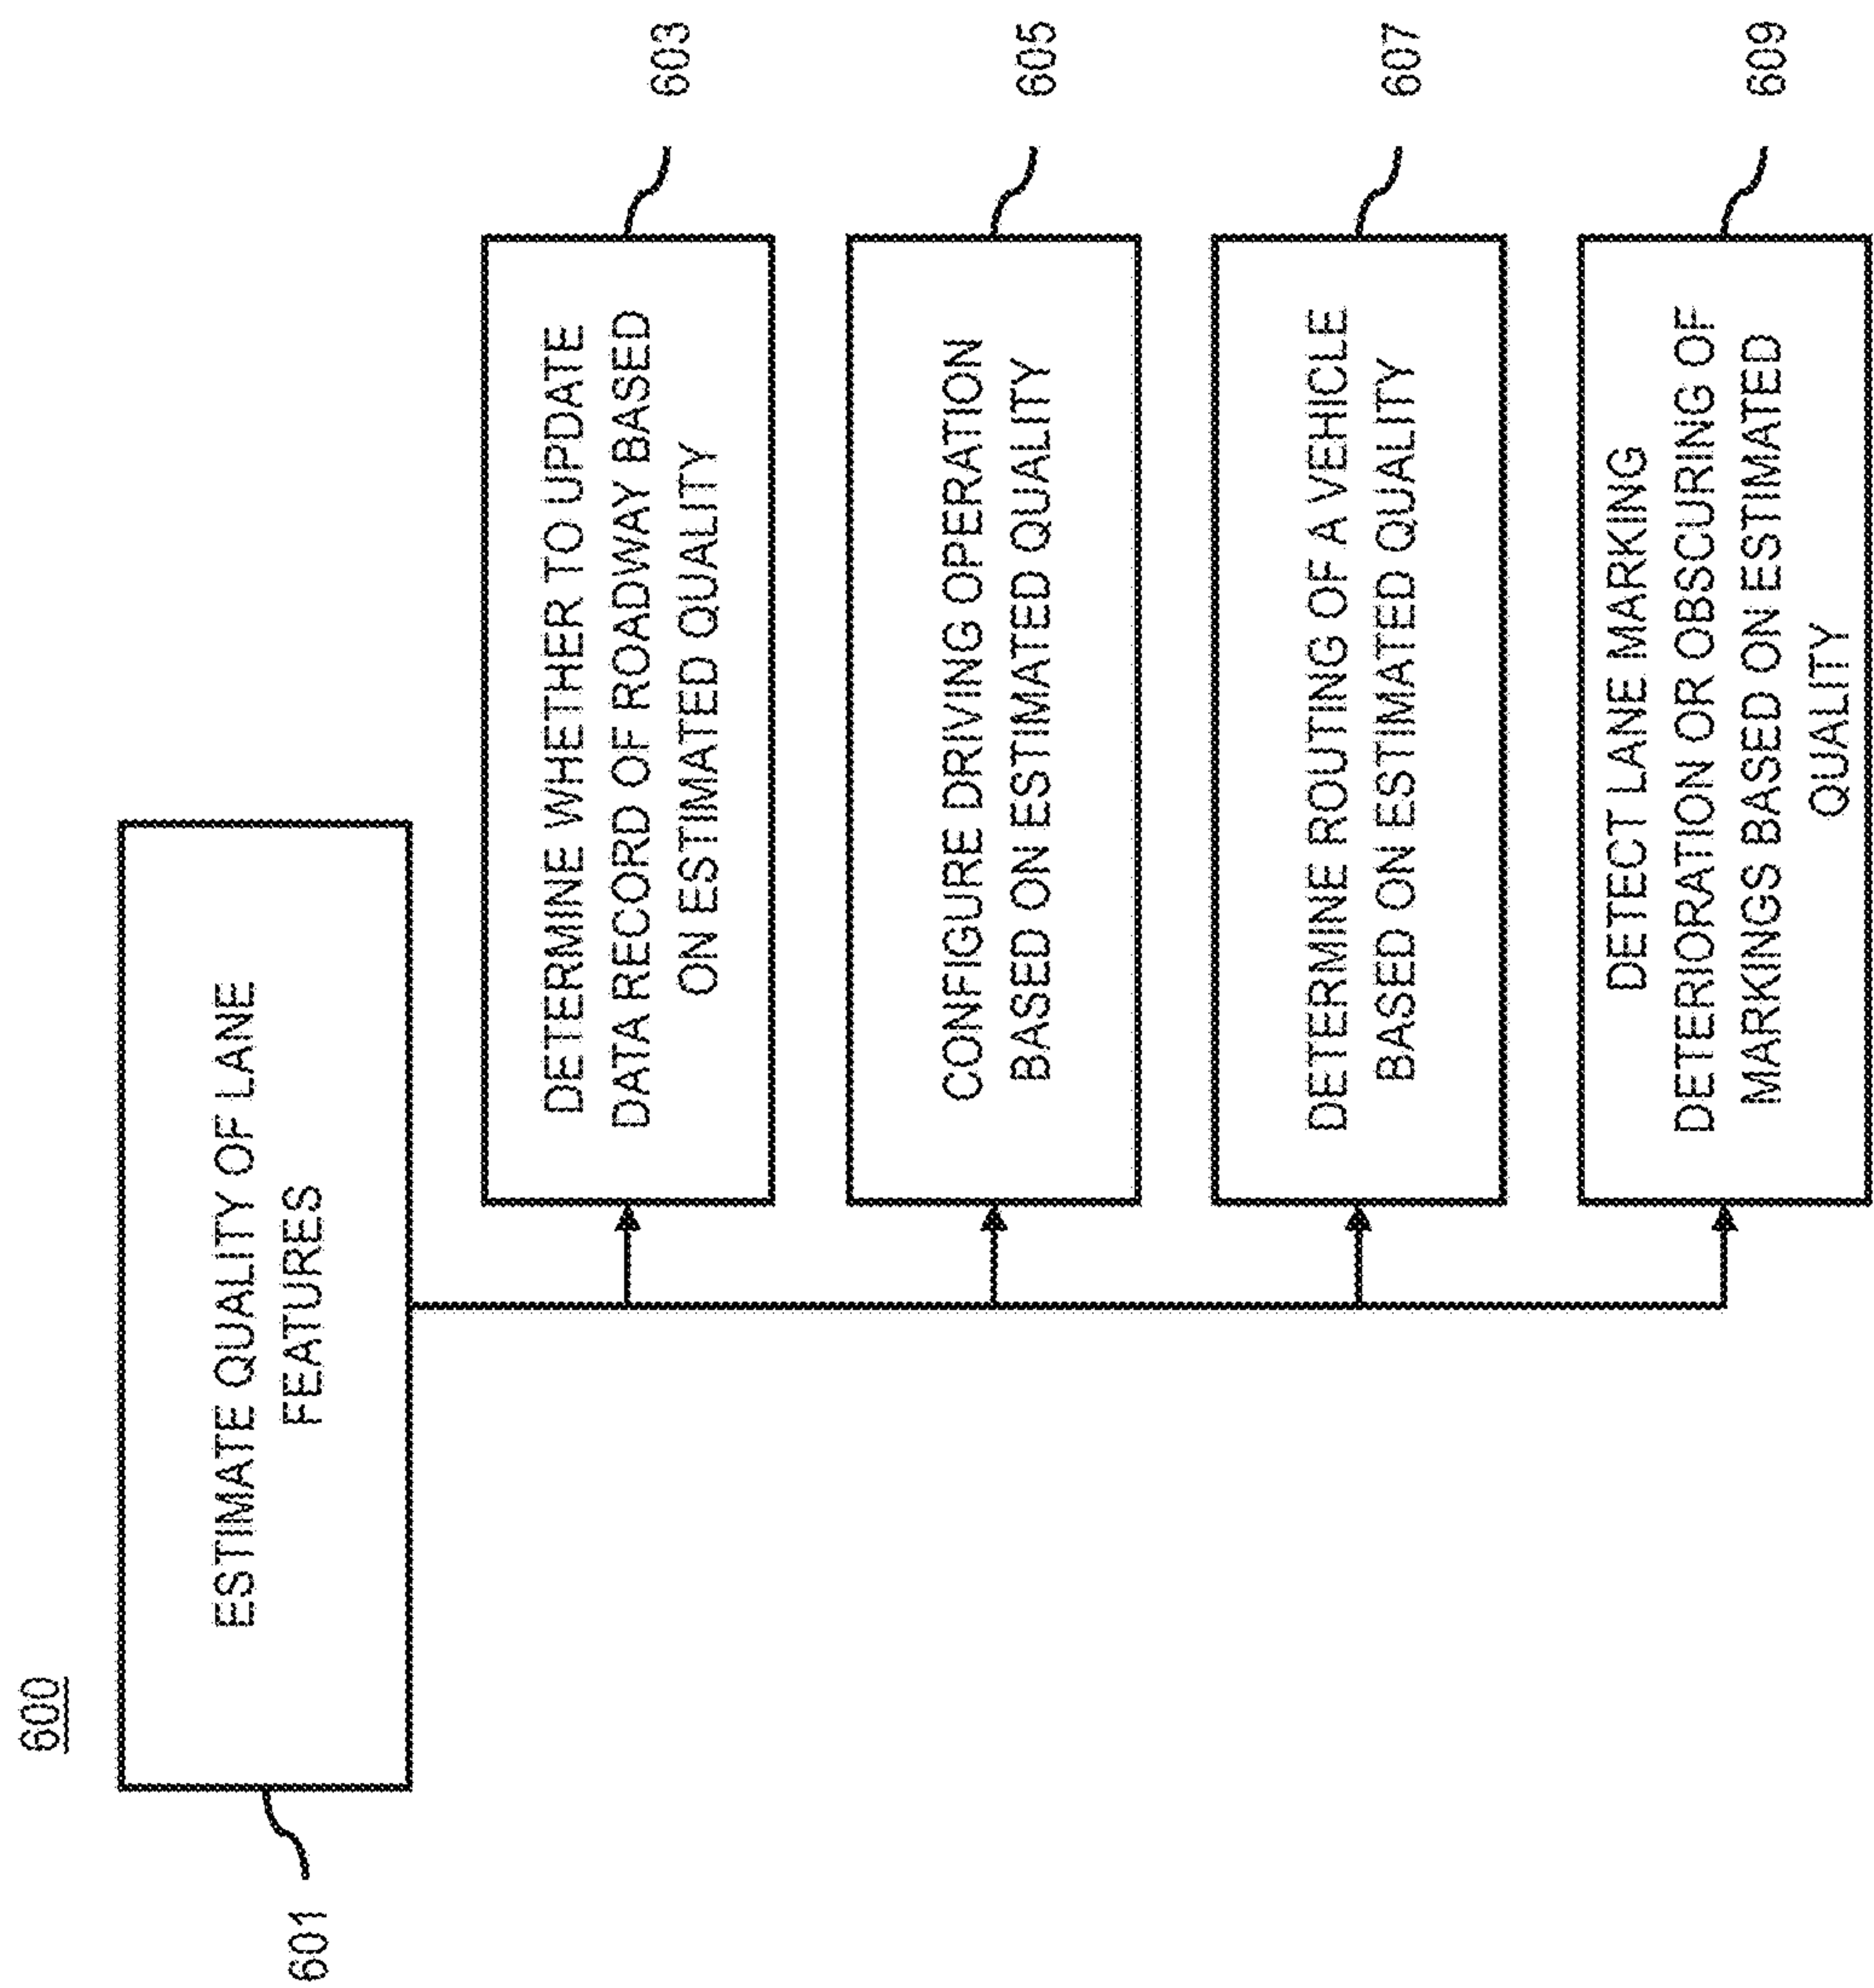 600
601
ESTIMATE QUALITY OF LANE
FEATURES
DETERMINE WHETHER TO UPDATE
DATA RECORD OF ROADWAY BASED
ON ESTIMATED QUALITY
603
CONFIGURE DRIVING OPERATION
BASED ON ESTIMATED QUALITY
605
DETERMINE ROUTING OF A VEHICLE
BASED ON ESTIMATED QUALITY
607
DETECT LANE MARKING
DETERIORATION OR OBSCURING OF
MARKINGS BASED ON ESTIMATED
QUALITY
609